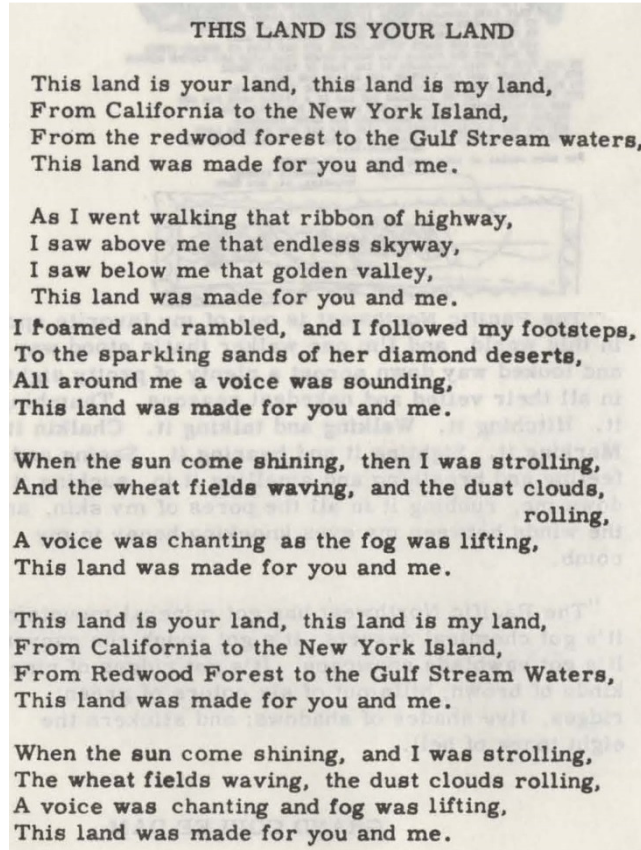 THIS LAND IS YOUR LAND
This land is your land, this land is my land,
From California to the New York Island,
From the redwood forest to the Gulf Stream waters,
This land was made for you and me.
As I went walking that ribbon of highway,
I saw above me that endless skyway,
I saw below me that golden valley,
This land was made for you and me.
I roamed and rambled, and I followed my footsteps,
To the sparkling sands of her diamond deserts,
All around me a voice was sounding,
This land was made for you and me.
When the sun come shining, then I was strolling,
And the wheat fields waving, and the dust clouds,
rolling,
A voice was chanting as the fog was lifting,
This land was made for you and me.
This land is your land, this land is my land,
From California to the New York Island,
From Redwood Forest to the Gulf Stream Waters,
This land was made for you and me.
When the sun come shining, and I was strolling,
The wheat fields waving, the dust clouds rolling,
A voice was chanting and fog was lifting,
This land was made for you and me.